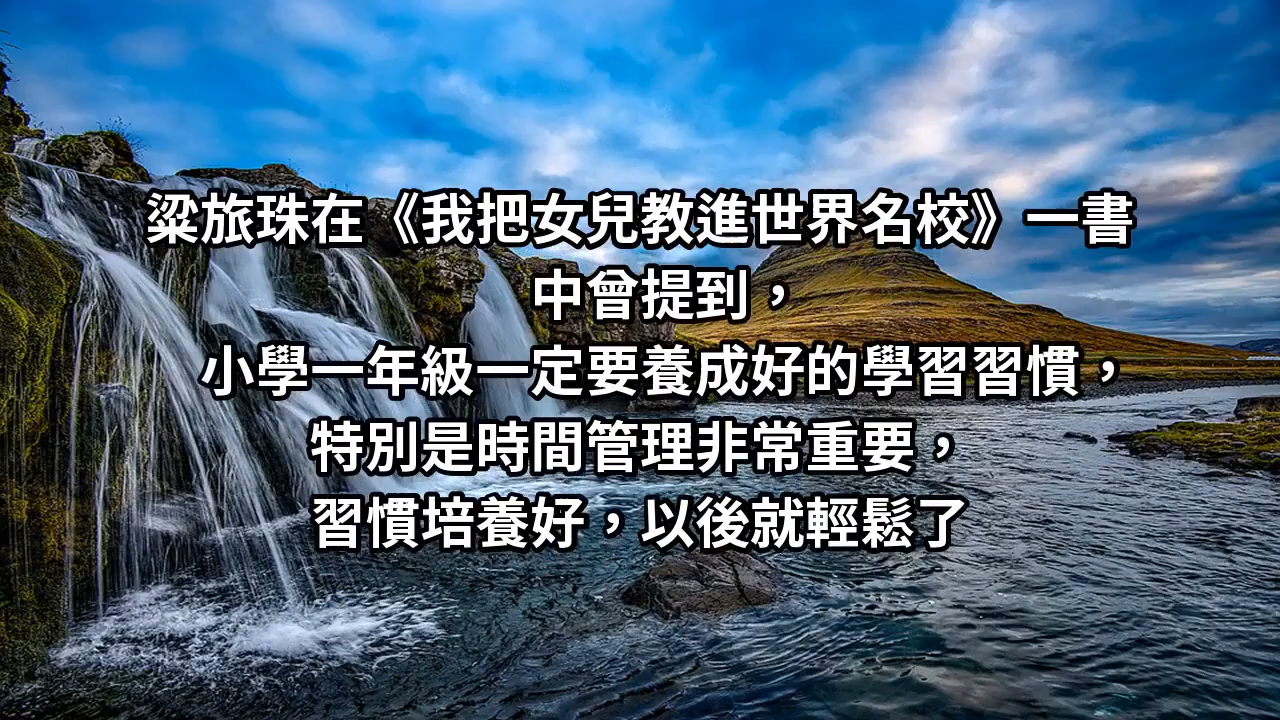 粱旅珠在《我把女兒教進世界名校》一書
中曾提到，
小學一年級一定要養成好的學習習慣，
特別是時間管理非常重要，
習慣培養好，以後就輕鬆了